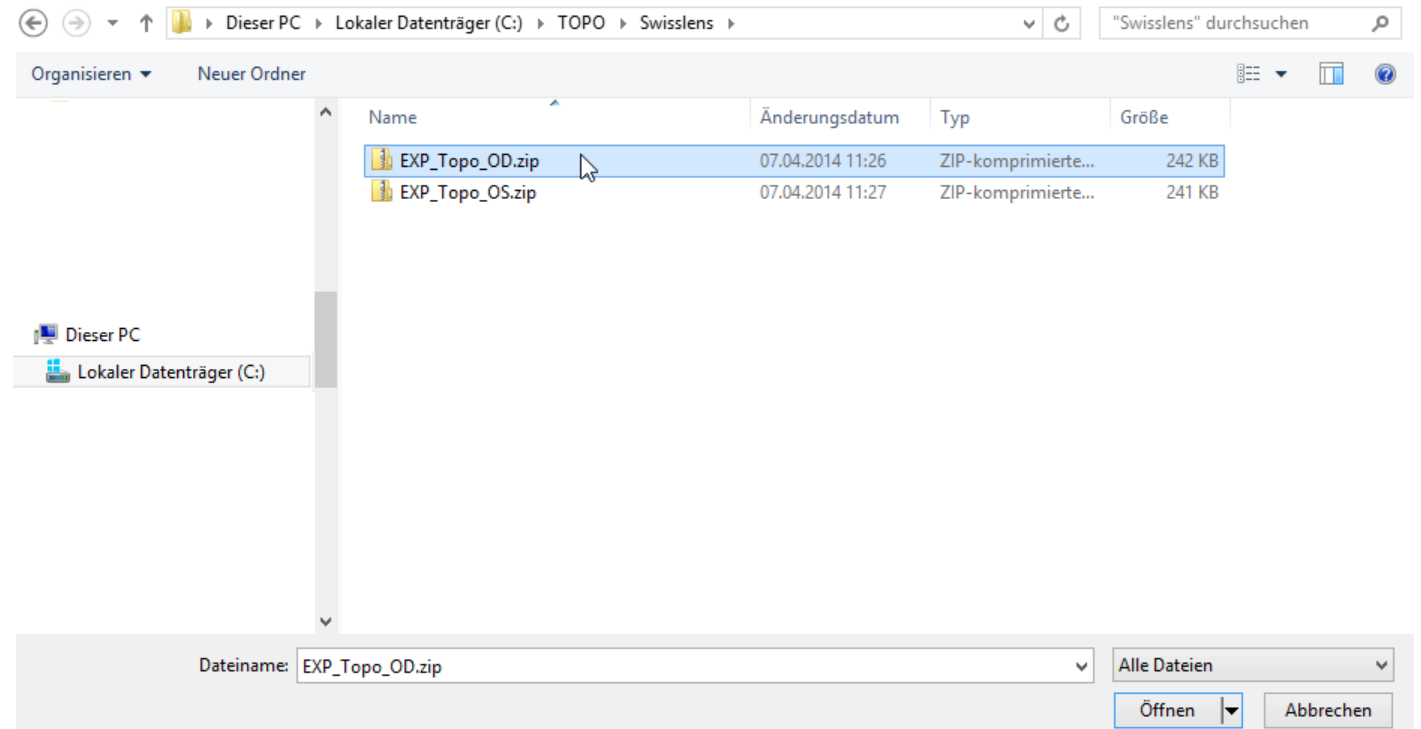 Dieser PC Lokaler Datenträger (C:) TOPO Swisslens "Swisslens" durchsuchen
Organisieren Neuer Ordner
Name Änderungsdatum Typ Größe
EXP_Topo_OD.zip 07.04.2014 11:26 ZIP-komprimierte... 242 KB
EXP_Topo_OS.zip 07.04.2014 11:27 ZIP-komprimierte... 241 KB
Dieser PC
Lokaler Datenträger (C:)
Dateiname: EXP_Topo_OD.zip Alle Dateien
Öffnen Abbrechen